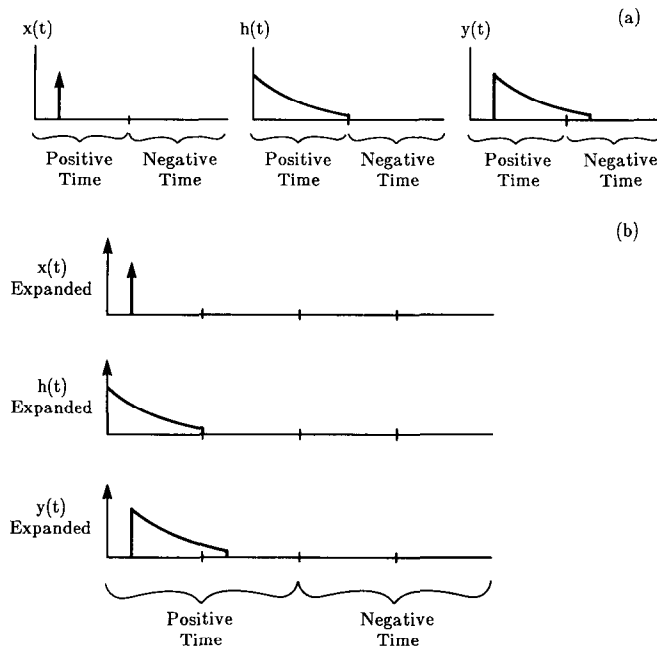 (a)
x(t)
h(t)
y(t)
Positive Time
Negative Time
Positive Time
Negative Time
Positive Time
Negative Time
(b)
x(t)
Expanded
h(t)
Expanded
y(t)
Expanded
Positive
Time
Negative
Time